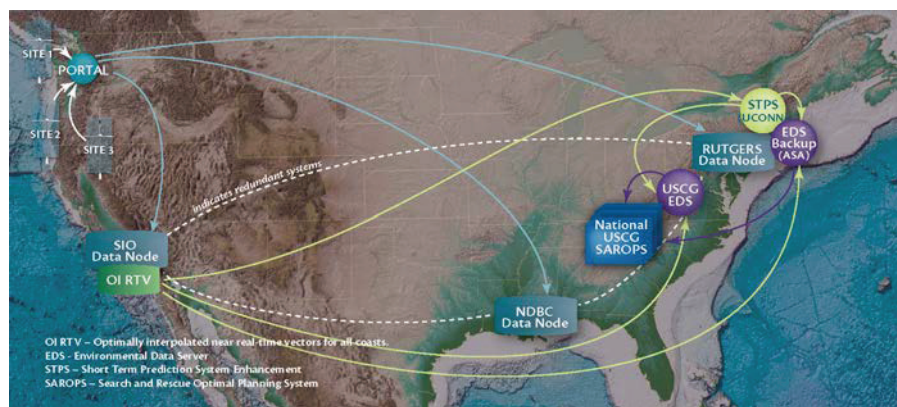 SITE 1
PORTAL
SITE 2
SITE 3
STPS
UCONN
EDS
Backup
(ASA)
RUTGERS
Data Node
indicates redundant systems
USCG
EDS
National
USCG
SAROPS
SIO
Data Node
OI RTV
NDBC
Data Node
OI RTV – Optimally interpolated near real-time vectors for all coasts.
EDS - Environmental Data Server
STPS – Short Term Prediction System Enhancement
SAROPS – Search and Rescue Optimal Planning System